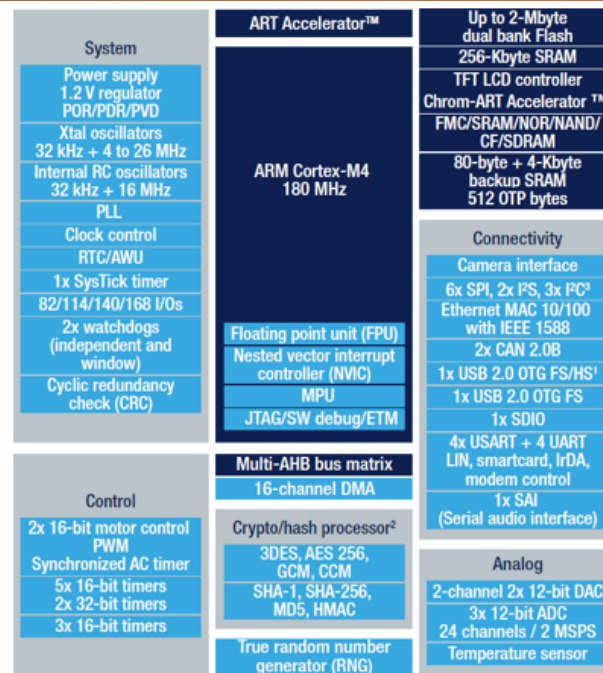 System
Power supply
1.2 V regulator
POR/PDR/PVD
Xtal oscillators
32 kHz + 4 to 26 MHz
Internal RC oscillators
32 kHz + 16 MHz
PLL
Clock control
RTC/AWU
1x SysTick timer
82/114/140/168 I/Os
2x watchdogs
(independent and
window)
Cyclic redundancy
check (CRC)
Control
2x 16-bit motor control
PWM
Synchronized AC timer
5x 16-bit timers
2x 32-bit timers
3x 16-bit timers
ART Accelerator™
ARM Cortex-M4
180 MHz
Floating point unit (FPU)
Nested vector interrupt
controller (NVIC)
MPU
JTAG/SW debug/ETM
Multi-AHB bus matrix
16-channel DMA
Crypto/hash processor²
3DES, AES 256,
GCM, CCM
SHA-1, SHA-256,
MD5, HMAC
True random number
generator (RNG)
Up to 2-Mbyte
dual bank Flash
256-Kbyte SRAM
TFT LCD controller
Chrom-ART Accelerator ™
FMC/SRAM/NOR/NAND/
CF/SDRAM
80-byte + 4-Kbyte
backup SRAM
512 OTP bytes
Connectivity
Camera interface
6x SPI, 2x I²S, 3x I²C³
Ethernet MAC 10/100
with IEEE 1588
2x CAN 2.0B
1x USB 2.0 OTG FS/HS¹
1x USB 2.0 OTG FS
1x SDIO
4x USART + 4 UART
LIN, smartcard, IrDA,
modem control
1x SAI
(Serial audio interface)
Analog
2-channel 2x 12-bit DAC
3x 12-bit ADC
24 channels / 2 MSPS
Temperature sensor